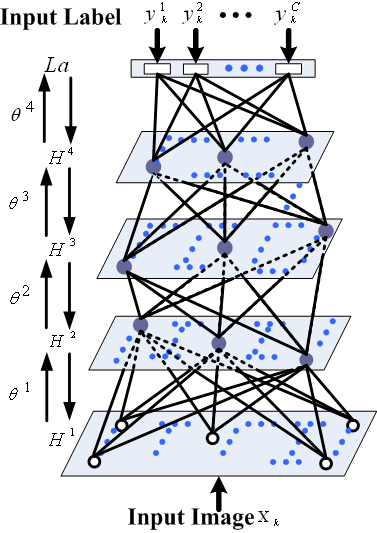 Input Label y_k^1 y_k^2 ••• y_k^C
La
θ^4
H^4
θ^3
H^3
θ^2
H^2
θ^1
H^1
Input Image x_k